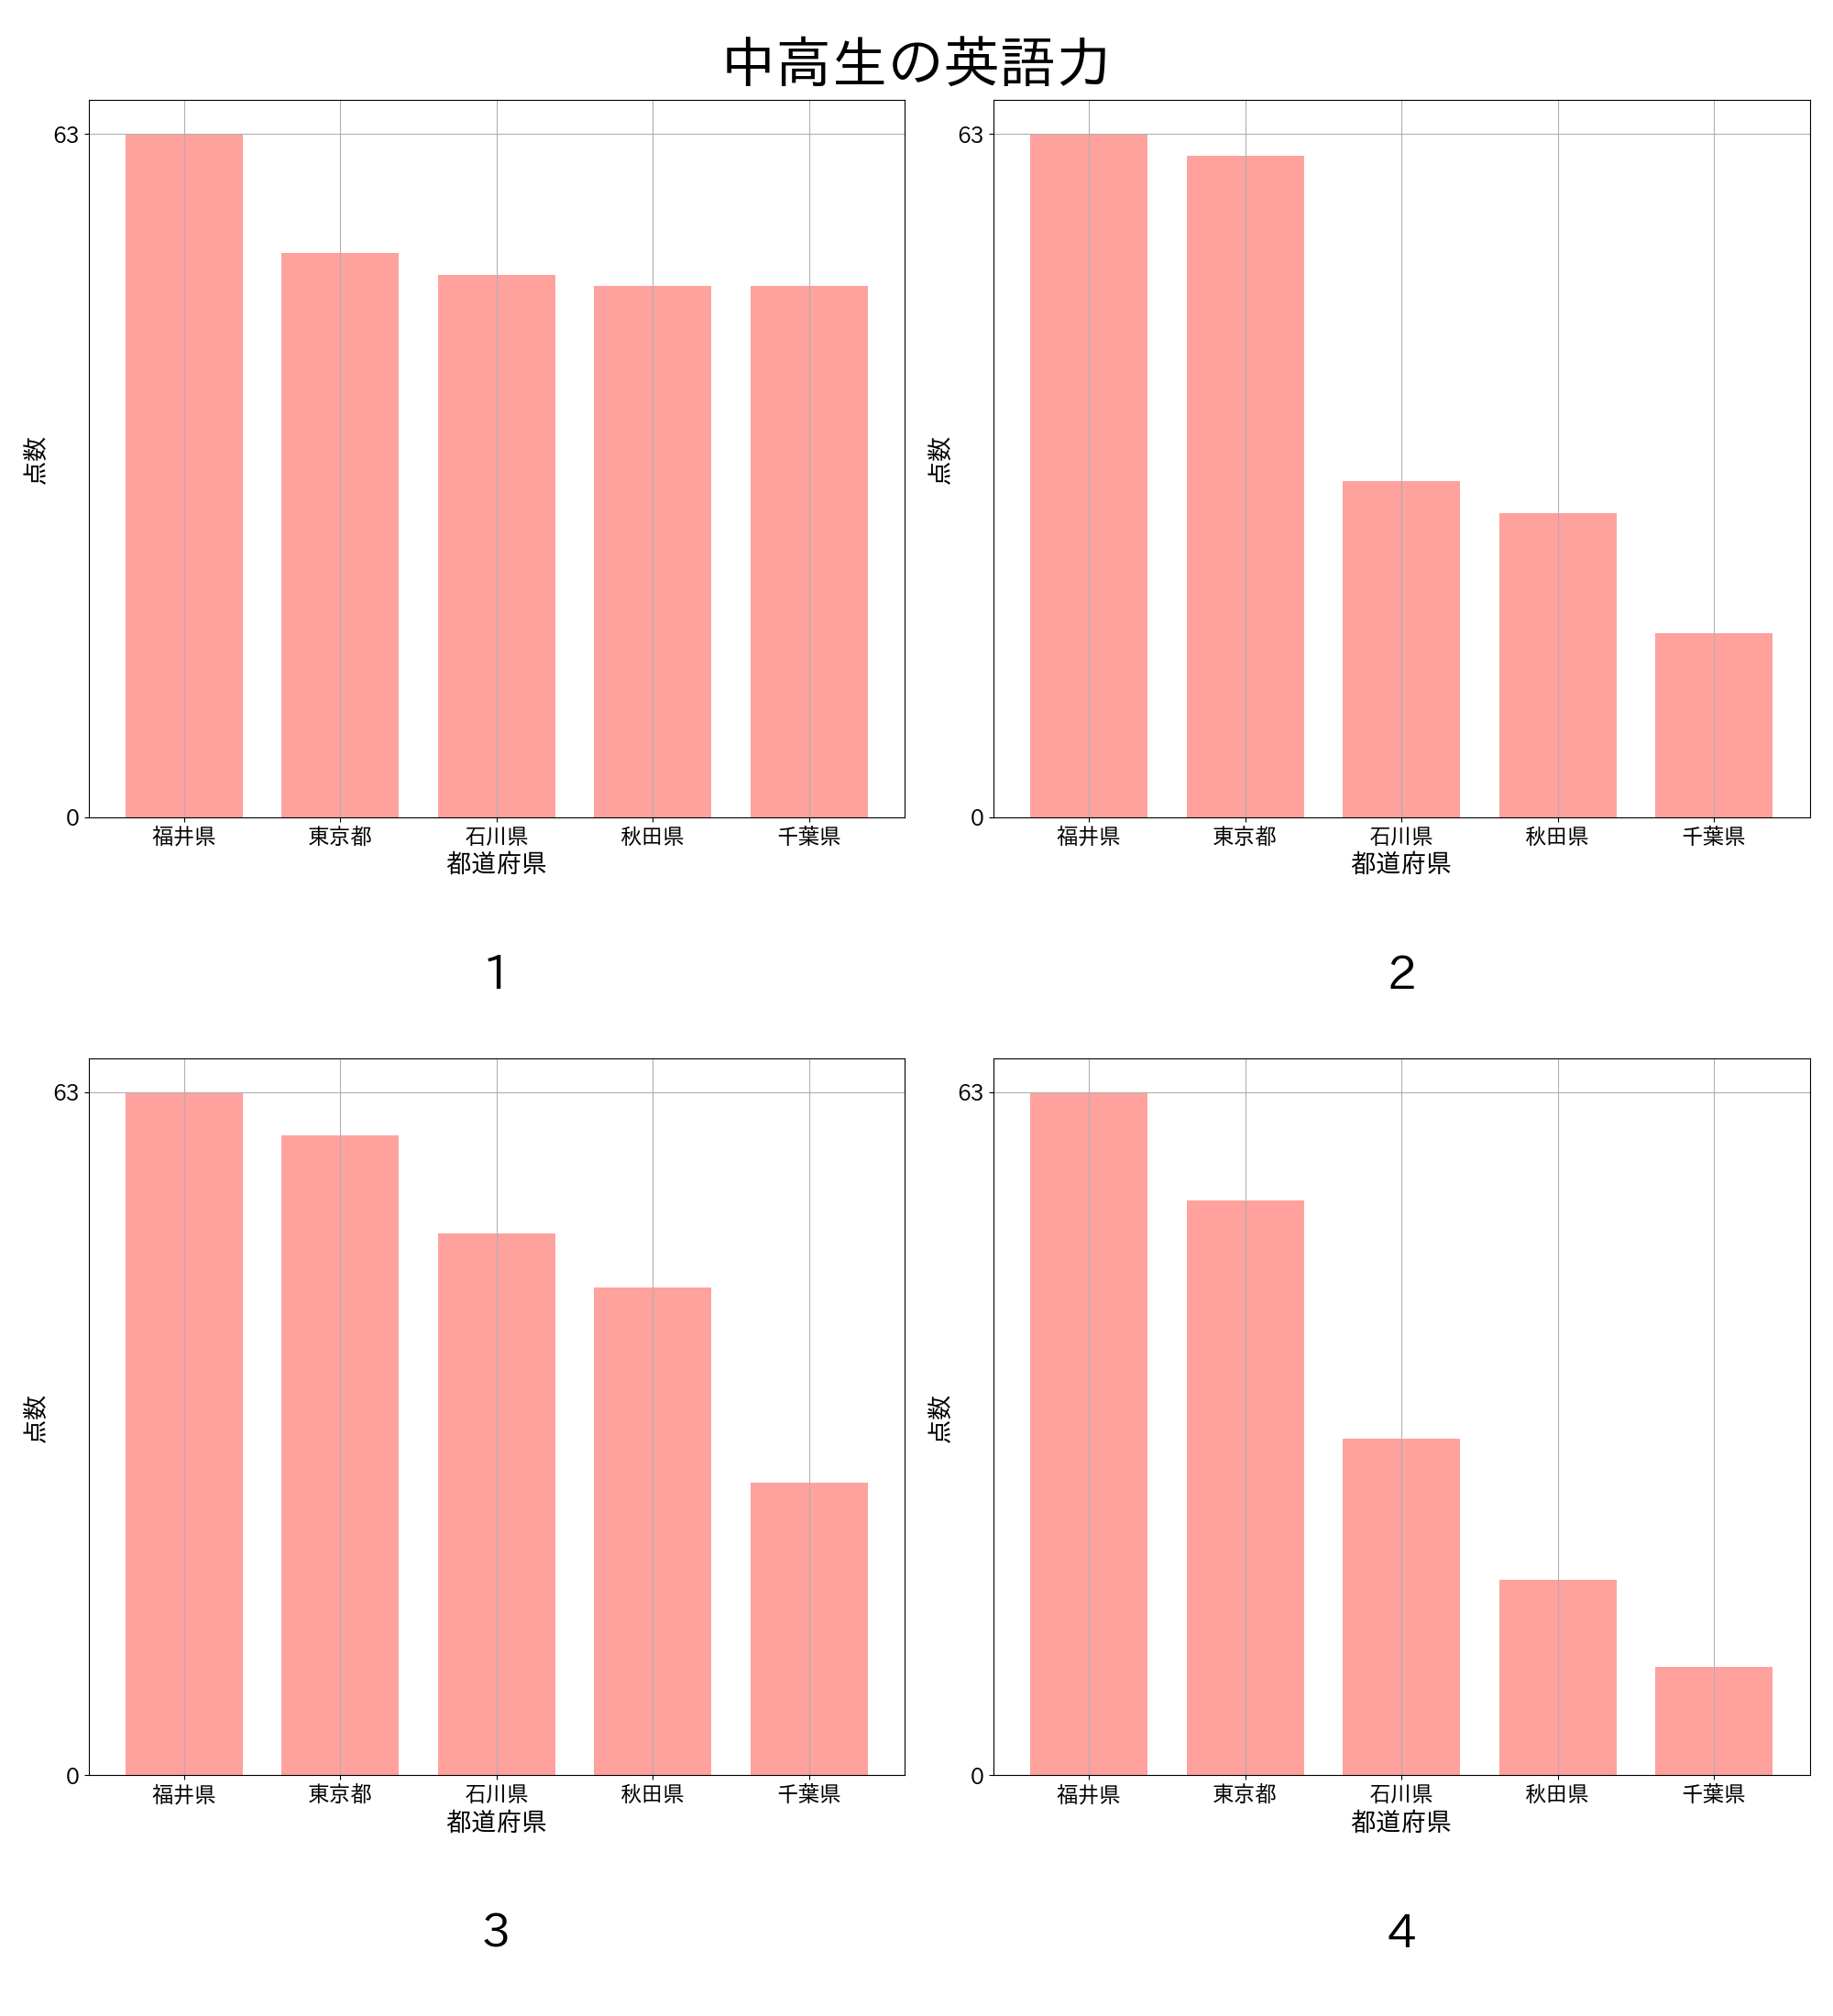 中高生の英語力
63
点数
0
福井県 東京都 石川県 秋田県 千葉県
都道府県
1
63
点数
0
福井県 東京都 石川県 秋田県 千葉県
都道府県
2
63
点数
0
福井県 東京都 石川県 秋田県 千葉県
都道府県
3
63
点数
0
福井県 東京都 石川県 秋田県 千葉県
都道府県
4